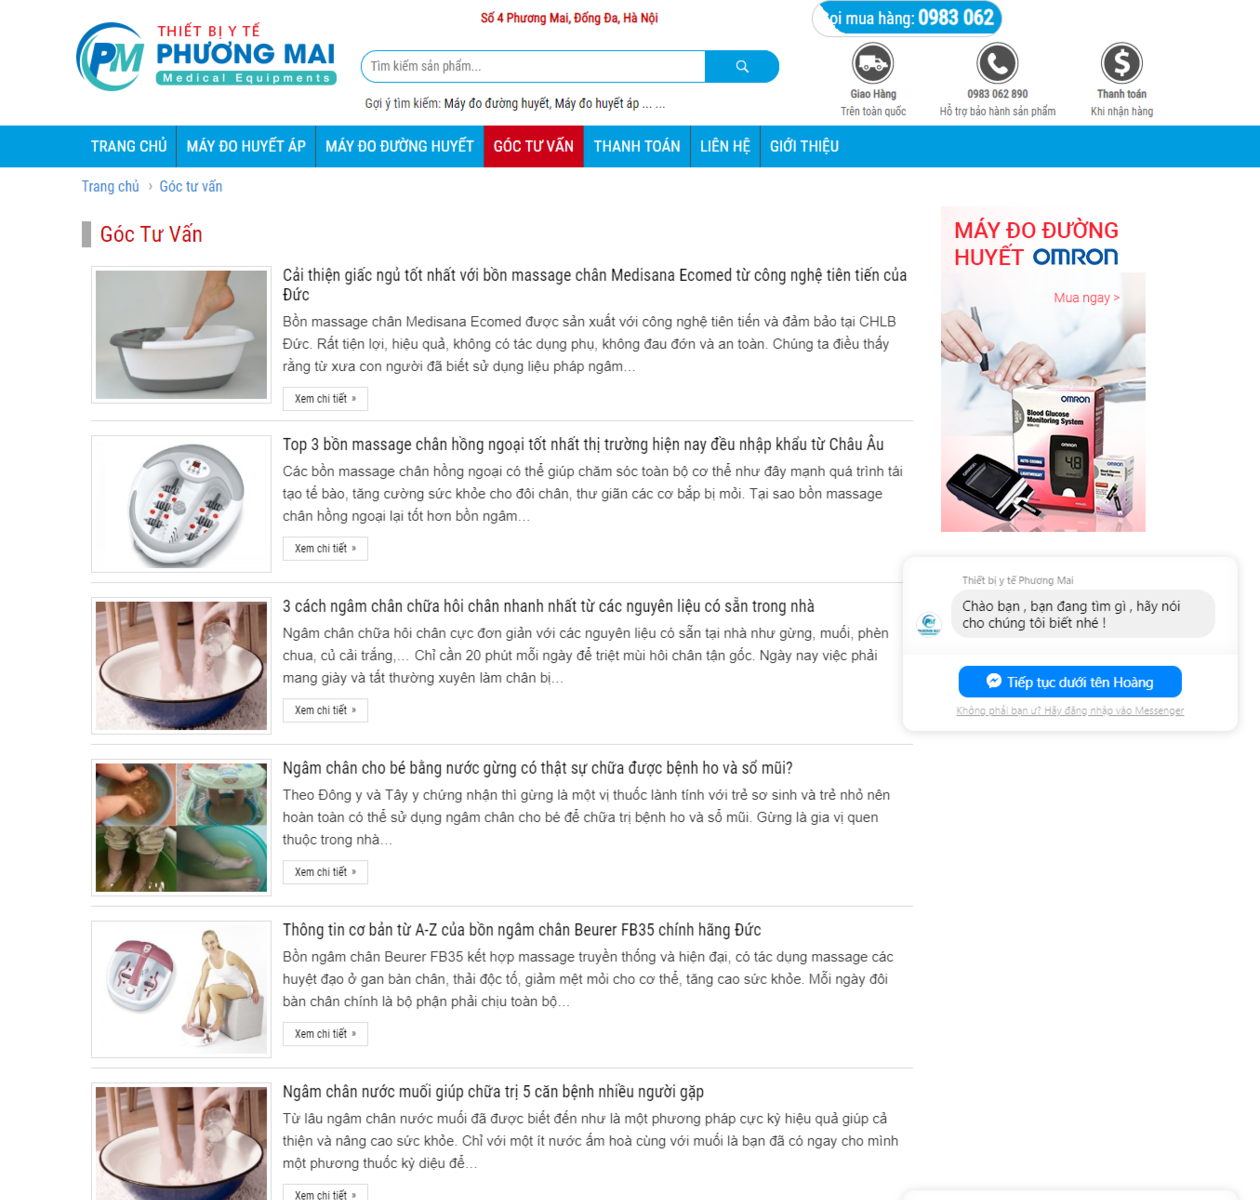 THIẾT BỊ Y TẾ
PHƯƠNG MAI
Medical Equipments
Số 4 Phương Mai, Đống Đa, Hà Nội
Tìm kiếm sản phẩm...
Gợi ý tìm kiếm: Máy đo đường huyết, Máy đo huyết áp ... ...
ọi mua hàng: 0983 062
Giao Hàng
Trên toàn quốc
0983 062 890
Hỗ trợ bảo hành sản phẩm
Thanh toán
Khi nhận hàng
TRANG CHỦ MÁY ĐO HUYẾT ÁP MÁY ĐO ĐƯỜNG HUYẾT GÓC TƯ VẤN THANH TOÁN LIÊN HỆ GIỚI THIỆU
Trang chủ › Góc tư vấn
Góc Tư Vấn
Cải thiện giấc ngủ tốt nhất với bồn massage chân Medisana Ecomed từ công nghệ tiên tiến của
Đức
Bồn massage chân Medisana Ecomed được sản xuất với công nghệ tiên tiến và đảm bảo tại CHLB
Đức. Rất tiện lợi, hiệu quả, không có tác dụng phụ, không đau đớn và an toàn. Chúng ta điều thấy
rằng từ xưa con người đã biết sử dụng liệu pháp ngâm…
Xem chi tiết »
Top 3 bồn massage chân hồng ngoại tốt nhất thị trường hiện nay đều nhập khẩu từ Châu Âu
Các bồn massage chân hồng ngoại có thể giúp chăm sóc toàn bộ cơ thể như đây mạnh quá trình tái
tạo tế bào, tăng cường sức khỏe cho đôi chân, thư giãn các cơ bắp bị mỏi. Tại sao bồn massage
chân hồng ngoại lại tốt hơn bồn ngâm…
Xem chi tiết »
3 cách ngâm chân chữa hôi chân nhanh nhất từ các nguyên liệu có sẵn trong nhà
Ngâm chân chữa hôi chân cực đơn giản với các nguyên liệu có sẵn tại nhà như gừng, muối, phèn
chua, củ cải trắng,… Chỉ cần 20 phút mỗi ngày để triệt mùi hôi chân tận gốc. Ngày nay việc phải
mang giày và tất thường xuyên làm chân bị…
Xem chi tiết »
Ngâm chân cho bé bằng nước gừng có thật sự chữa được bệnh ho và sổ mũi?
Theo Đông y và Tây y chứng nhận thì gừng là một vị thuốc lành tính với trẻ sơ sinh và trẻ nhỏ nên
hoàn toàn có thể sử dụng ngâm chân cho bé để chữa trị bệnh ho và sổ mũi. Gừng là gia vị quen
thuộc trong nhà…
Xem chi tiết »
Thông tin cơ bản từ A-Z của bồn ngâm chân Beurer FB35 chính hãng Đức
Bồn ngâm chân Beurer FB35 kết hợp massage truyền thống và hiện đại, có tác dụng massage các
huyệt đạo ở gan bàn chân, thải độc tố, giảm mệt mỏi cho cơ thể, tăng cao sức khỏe. Mỗi ngày đôi
bàn chân chính là bộ phận phải chịu toàn bộ…
Xem chi tiết »
Ngâm chân nước muối giúp chữa trị 5 căn bệnh nhiều người gặp
Từ lâu ngâm chân nước muối đã được biết đến như là một phương pháp cực kỳ hiệu quả giúp cả
thiện và nâng cao sức khỏe. Chỉ với một ít nước ấm hoà cùng với muối là bạn đã có ngay cho mình
một phương thuốc kỳ diệu để…
Xem chi tiết »
MÁY ĐO ĐƯỜNG
HUYẾT OMRON
Mua ngay >
OMRON
Blood Glucose
Monitoring System
4.8
Thiết bị y tế Phương Mai
Chào bạn , bạn đang tìm gì , hãy nói
cho chúng tôi biết nhé !
Tiếp tục dưới tên Hoàng
Không phải bạn ư? Hãy đăng nhập vào Messenger